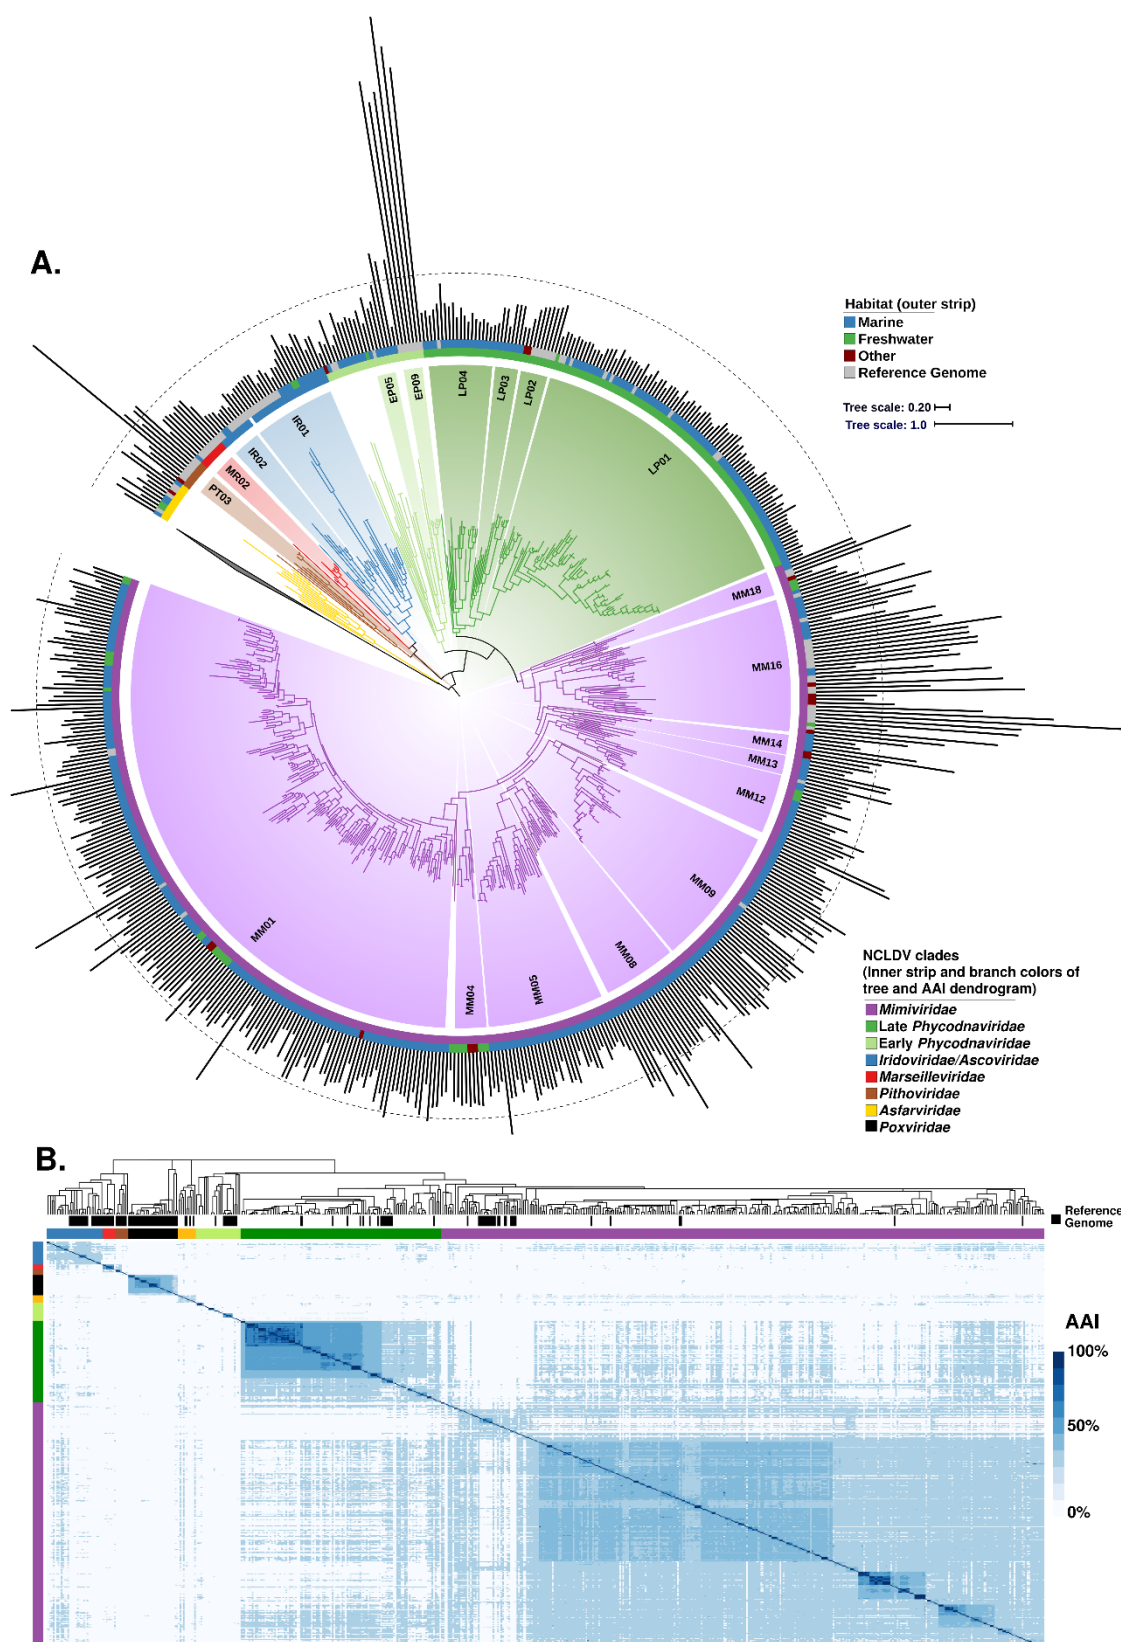 A.
Habitat (outer strip)
Marine
Freshwater
Other
Reference Genome
Tree scale: 0.20
Tree scale: 1.0
EP05
EP09
LP04
LP03
LP02
LP01
IR01
IR02
MR02
PT03
MM18
MM16
MM14
MM13
MM12
MM09
MM08
MM05
MM04
MM01
NCLDV clades
(Inner strip and branch colors of
tree and AAI dendrogram)
Mimiviridae
Late Phycodnaviridae
Early Phycodnaviridae
Iridoviridae/Ascoviridae
Marseilleviridae
Pithoviridae
Asfarviridae
Poxviridae
B.
Reference
Genome
AAI
100%
50%
0%